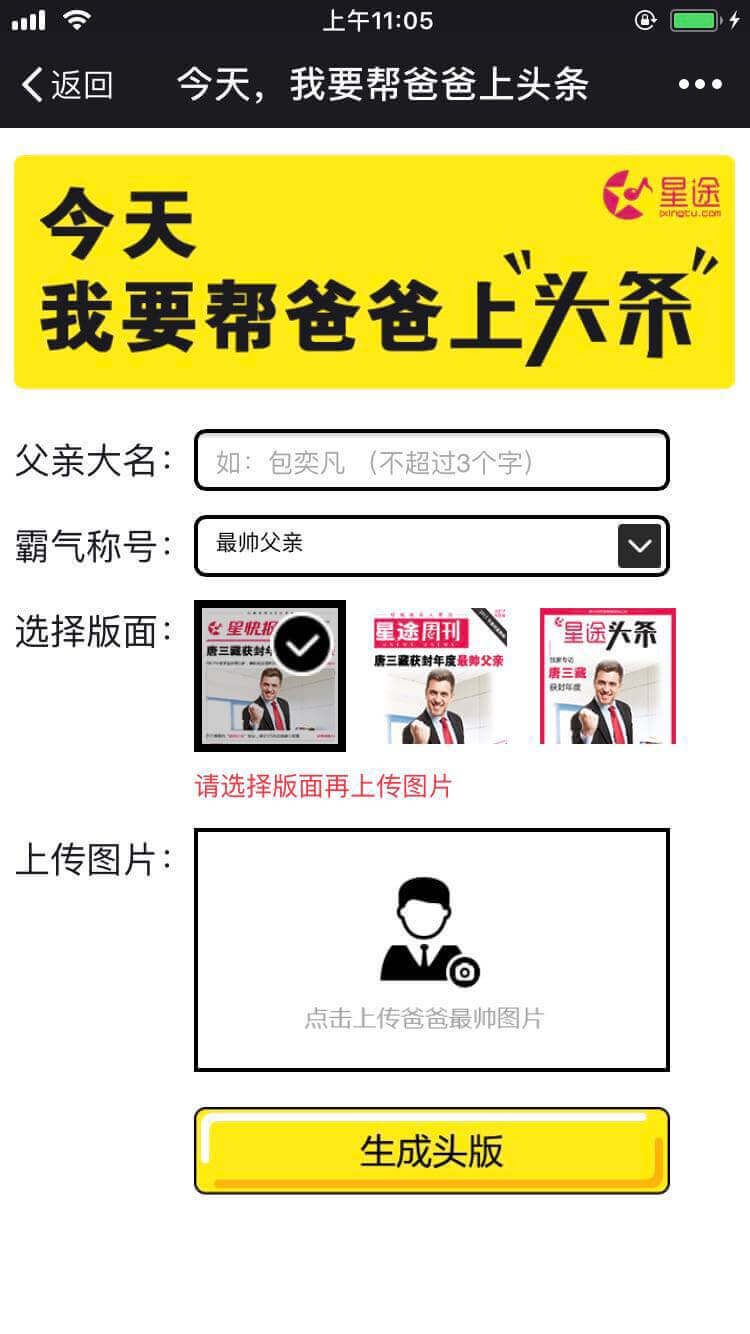 上午11:05
返回
今天，我要帮爸爸上头条
星途
ixingtu.com
今天
我要帮爸爸上"头条"
父亲大名：
如：包奕凡 （不超过3个字）
霸气称号：
最帅父亲
选择版面：
星快报
唐三藏获封年
星途周刊
唐三藏获封年度最帅父亲
星途头条
独家专访
唐三藏
获封年度
请选择版面再上传图片
上传图片：
点击上传爸爸最帅图片
生成头版